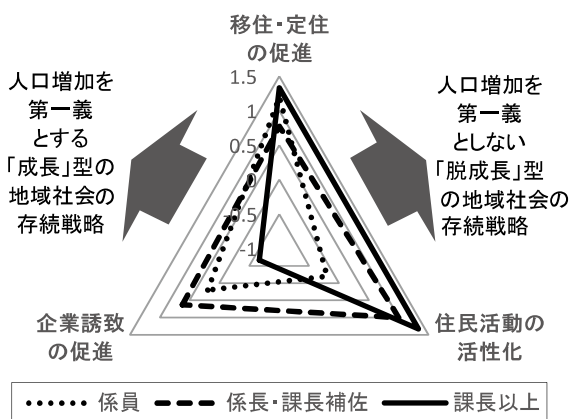 移住・定住
の促進
人口増加を
第一義
とする
「成長」型の
地域社会の
存続戦略
1.5
1
0.5
0
-0.5
-1
人口増加を
第一義
としない
「脱成長」型
の地域社会の
存続戦略
企業誘致
の促進
住民活動の
活性化
係員 係長・課長補佐 課長以上